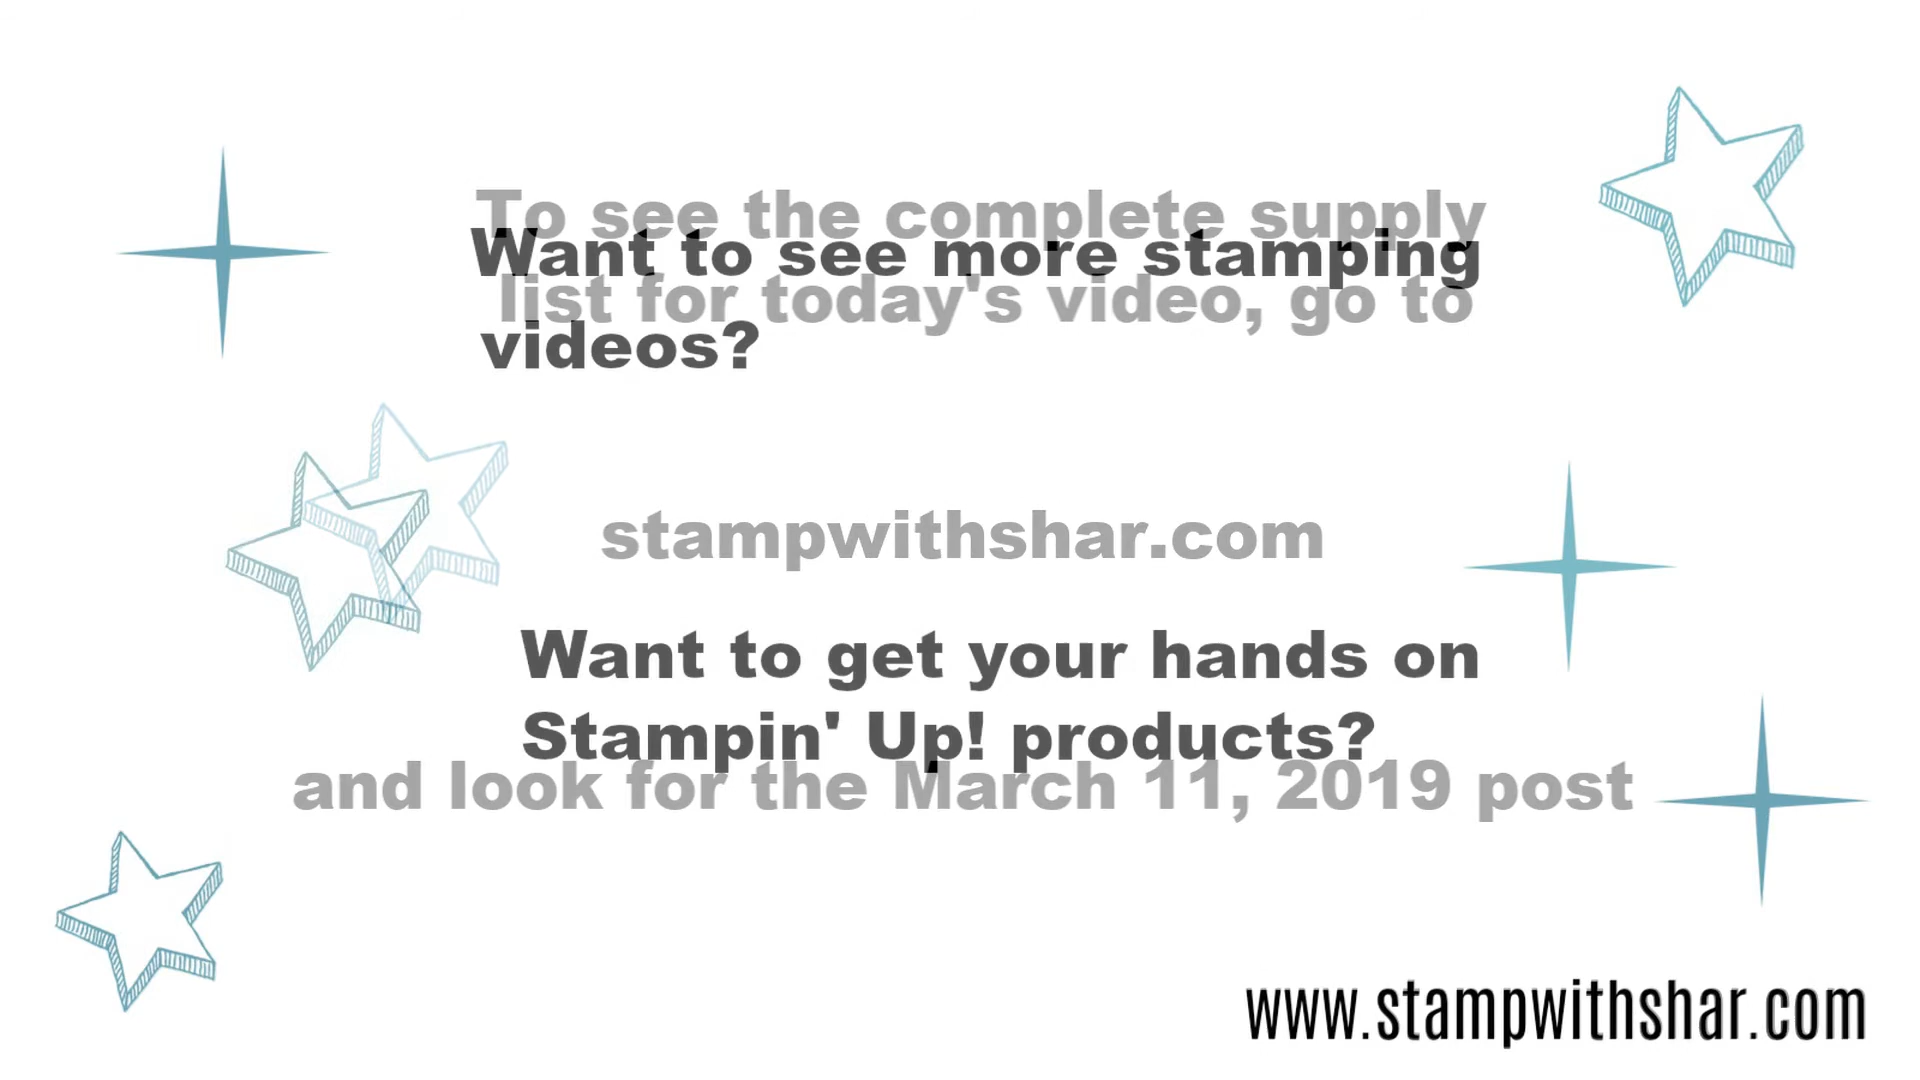 To see the complete supply
Want to see more stamping
list for today's video, go to
videos?
stampwithshar.com
Want to get your hands on
Stampin' Up! products?
and look for the March 11, 2019 post
www.stampwithshar.com